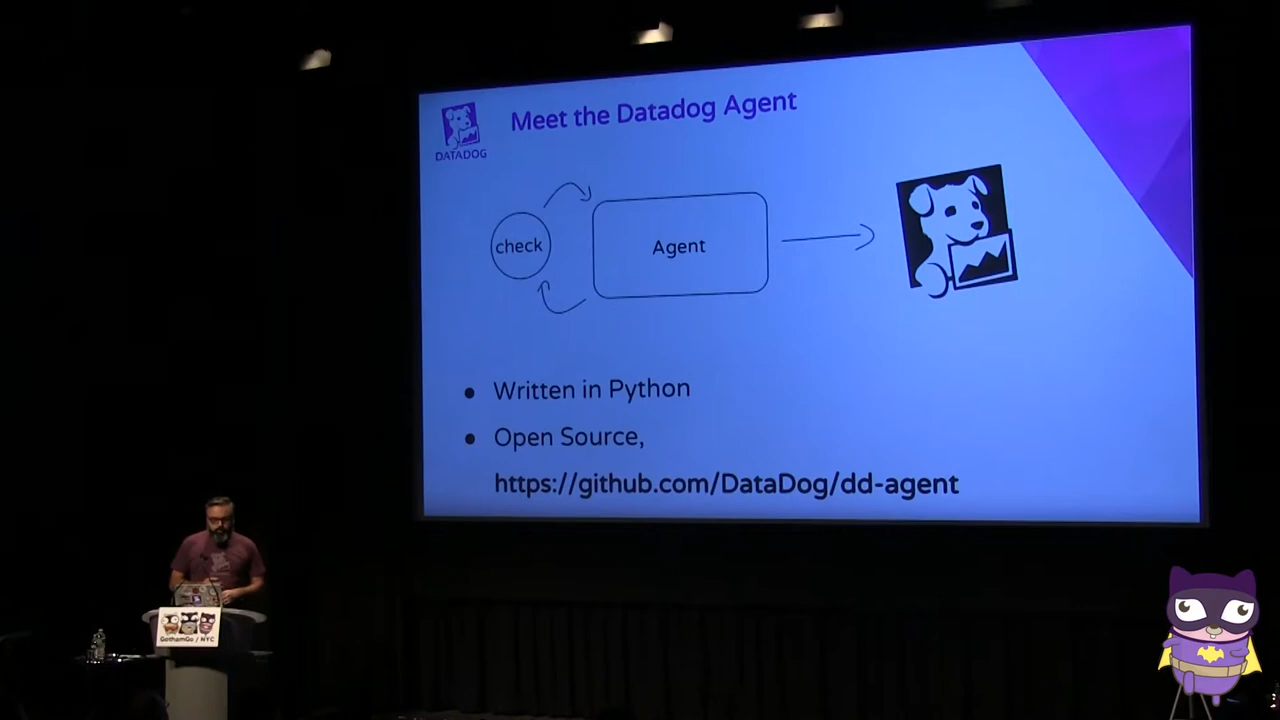 DATADOG
Meet the Datadog Agent
check
Agent
● Written in Python
● Open Source,
https://github.com/DataDog/dd-agent
GothamGo / NYC